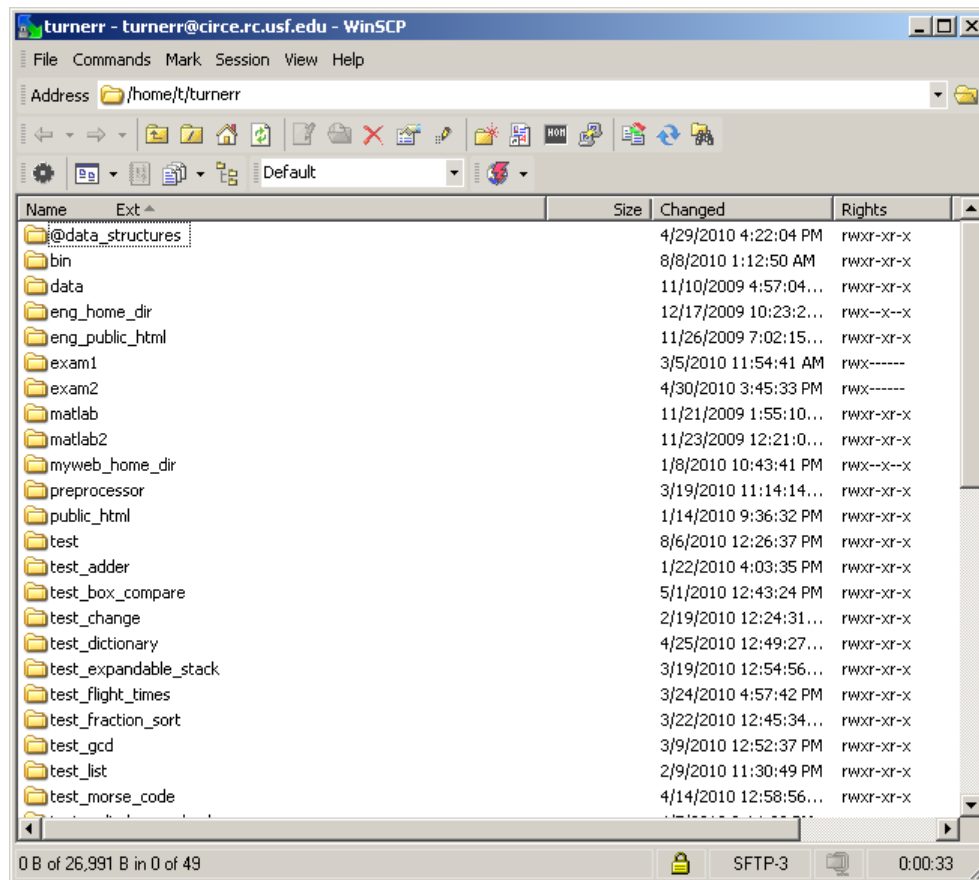 turnerr - turnerr@circe.rc.usf.edu - WinSCP
File Commands Mark Session View Help
Address /home/t/turnerr
Default
Name Ext Size Changed Rights
@data_structures 4/29/2010 4:22:04 PM rwxr-xr-x
bin 8/8/2010 1:12:50 AM rwxr-xr-x
data 11/10/2009 4:57:04... rwxr-xr-x
eng_home_dir 12/17/2009 10:23:2... rwx--x--x
eng_public_html 11/26/2009 7:02:15... rwxr-xr-x
exam1 3/5/2010 11:54:41 AM rwx------
exam2 4/30/2010 3:45:33 PM rwx------
matlab 11/21/2009 1:55:10... rwxr-xr-x
matlab2 11/23/2009 12:21:0... rwxr-xr-x
myweb_home_dir 1/8/2010 10:43:41 PM rwx--x--x
preprocessor 3/19/2010 11:14:14... rwxr-xr-x
public_html 1/14/2010 9:36:32 PM rwxr-xr-x
test 8/6/2010 12:26:37 PM rwxr-xr-x
test_adder 1/22/2010 4:03:35 PM rwxr-xr-x
test_box_compare 5/1/2010 12:43:24 PM rwxr-xr-x
test_change 2/19/2010 12:24:31... rwxr-xr-x
test_dictionary 4/25/2010 12:49:27... rwxr-xr-x
test_expandable_stack 3/19/2010 12:54:56... rwxr-xr-x
test_flight_times 3/24/2010 4:57:42 PM rwxr-xr-x
test_fraction_sort 3/22/2010 12:45:34... rwxr-xr-x
test_gcd 3/9/2010 12:52:37 PM rwxr-xr-x
test_list 2/9/2010 11:30:49 PM rwxr-xr-x
test_morse_code 4/14/2010 12:58:56... rwxr-xr-x
0 B of 26,991 B in 0 of 49 SFTP-3 0:00:33